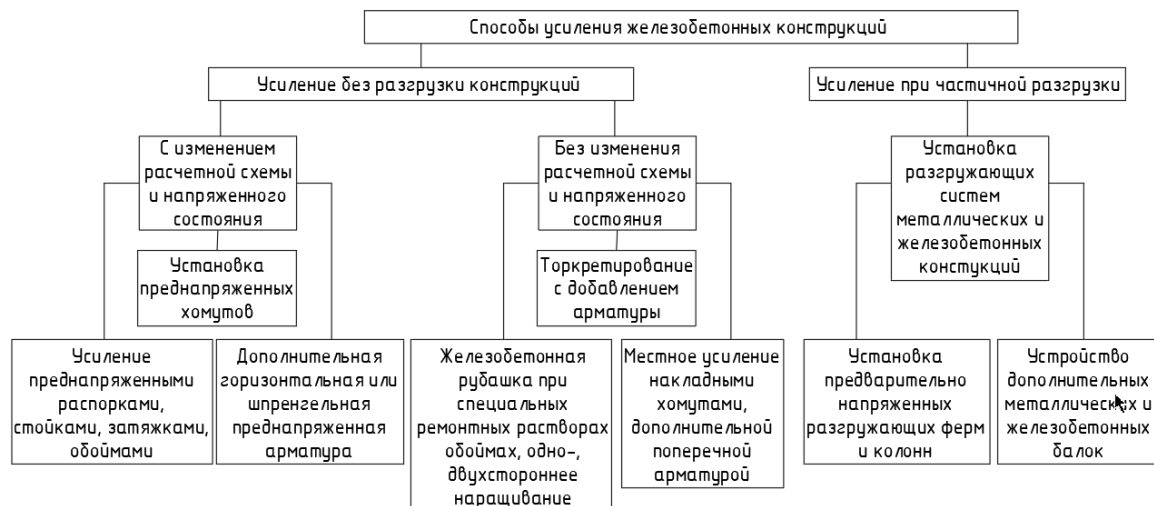 Способы усиления железобетонных конструкций
Усиление без разгрузки конструкций
Усиление при частичной разгрузки
С изменением
расчетной схемы
и напряженного
состояния
Без изменения
расчетной схемы
и напряженного
состояния
Установка
разгружающих
систем
металлических и
железобетонных
констукций
Установка
преднапряженных
хомутов
Торкретирование
с добавлением
арматуры
Усиление
преднапряженными
распорками,
стойками, затяжками,
обоймами
Дополнительная
горизонтальная или
шпренгельная
преднапряженная
арматура
Железобетонная
рубашка при
специальных
ремонтных растворах
обоймах, одно-,
двухстороннее
наращивание
Местное усиление
накладными
хомутами,
дополнительной
поперечной
арматурой
Установка
предварительно
напряженных
разгружающих ферм
и колонн
Устройство
дополнительных
металлических и
железобетонных
балок